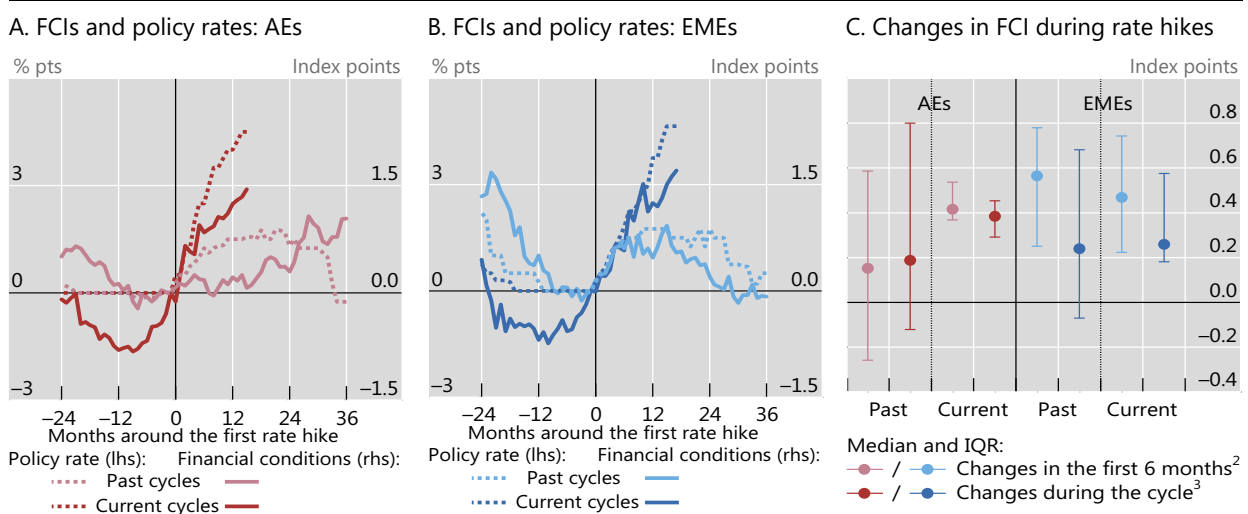 A. FCIs and policy rates: AEs
B. FCIs and policy rates: EMEs
C. Changes in FCI during rate hikes
% pts Index points
% pts Index points
Index points
3 1.5
0 0.0
–3 –1.5
–24 –12 0 12 24 36
Months around the first rate hike
3 1.5
0 0.0
–3 –1.5
–24 –12 0 12 24 36
Months around the first rate hike
AEs EMEs
0.8
0.6
0.4
0.2
0.0
–0.2
–0.4
Past Current Past Current
Policy rate (lhs): Financial conditions (rhs):
Past cycles
Current cycles
Policy rate (lhs): Financial conditions (rhs):
Past cycles
Current cycles
Median and IQR:
/ Changes in the first 6 months²
/ Changes during the cycle³